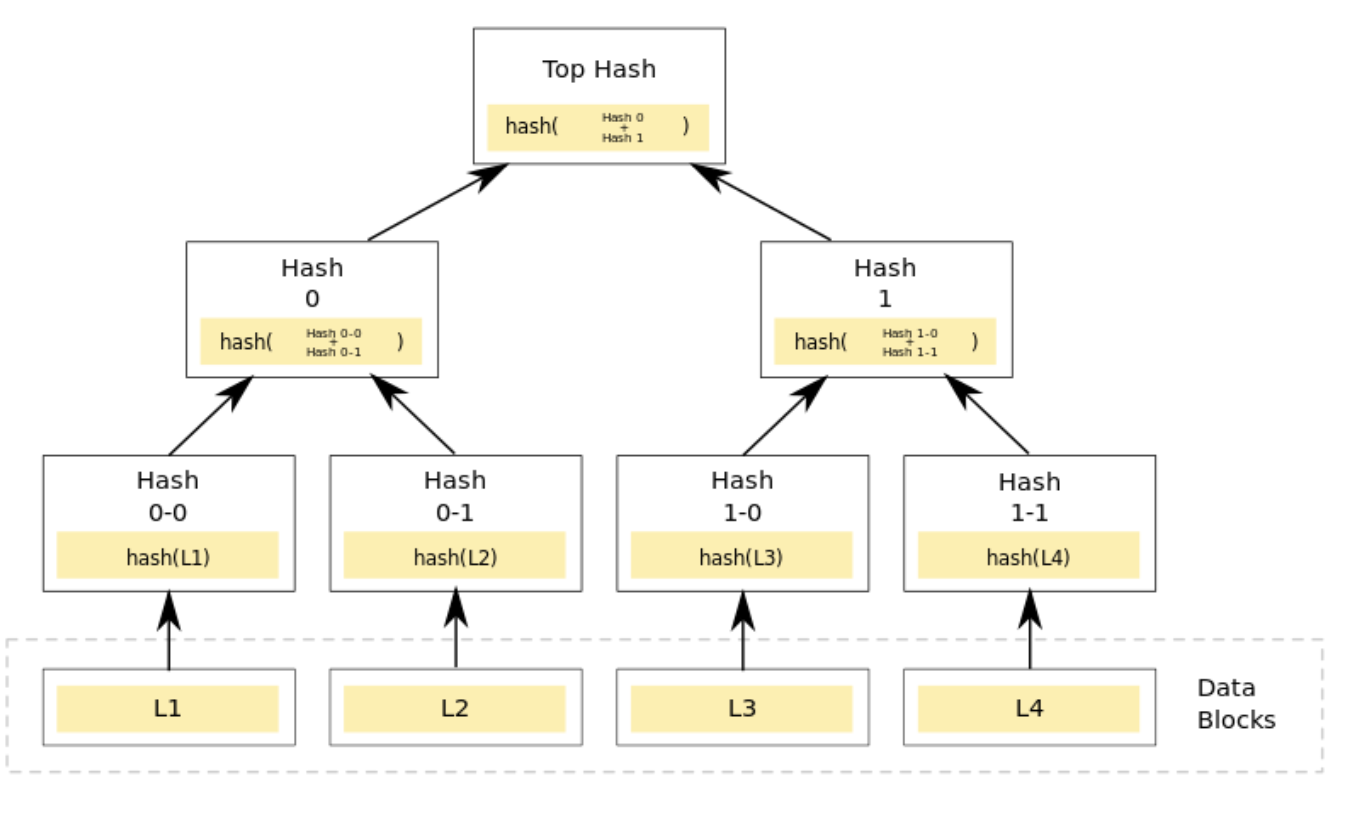 Top Hash
hash( Hash 0 + Hash 1 )
Hash
0
hash( Hash 0-0 + Hash 0-1 )
Hash
1
hash( Hash 1-0 + Hash 1-1 )
Hash
0-0
hash(L1)
Hash
0-1
hash(L2)
Hash
1-0
hash(L3)
Hash
1-1
hash(L4)
L1
L2
L3
L4
Data
Blocks